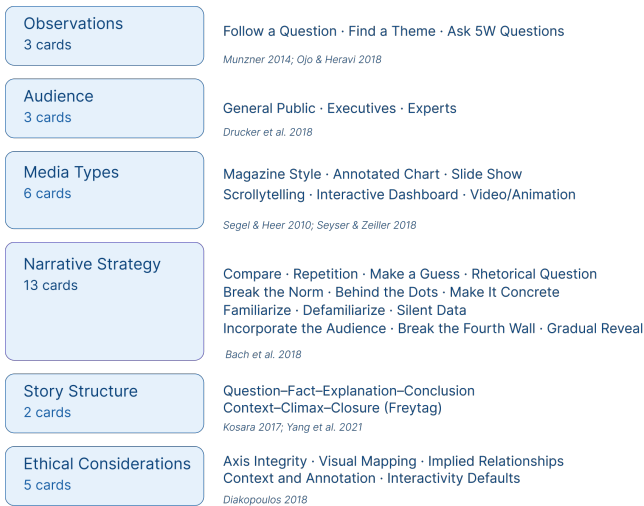 Observations
3 cards
Follow a Question · Find a Theme · Ask 5W Questions
Munzner 2014; Ojo & Heravi 2018
Audience
3 cards
General Public · Executives · Experts
Drucker et al. 2018
Media Types
6 cards
Magazine Style · Annotated Chart · Slide Show
Scrollytelling · Interactive Dashboard · Video/Animation
Segel & Heer 2010; Seyser & Zeiller 2018
Narrative Strategy
13 cards
Compare · Repetition · Make a Guess · Rhetorical Question
Break the Norm · Behind the Dots · Make It Concrete
Familiarize · Defamiliarize · Silent Data
Incorporate the Audience · Break the Fourth Wall · Gradual Reveal
Bach et al. 2018
Story Structure
2 cards
Question–Fact–Explanation–Conclusion
Context–Climax–Closure (Freytag)
Kosara 2017; Yang et al. 2021
Ethical Considerations
5 cards
Axis Integrity · Visual Mapping · Implied Relationships
Context and Annotation · Interactivity Defaults
Diakopoulos 2018